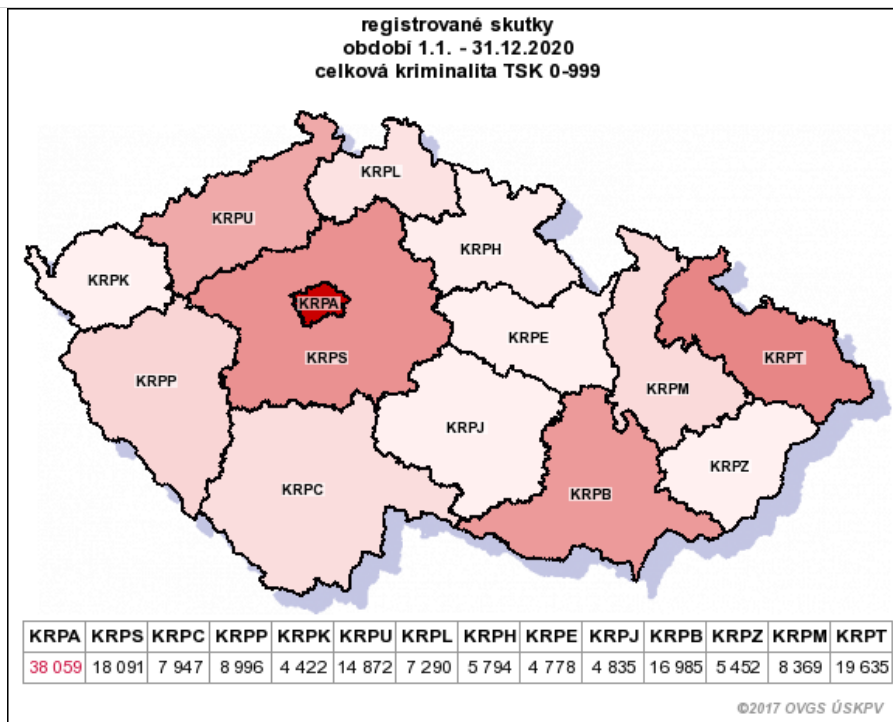 registrované skutky
období 1.1. - 31.12.2020
celková kriminalita TSK 0-999
KRPL
KRPU
KRPH
KRPK
KRPA
KRPE
KRPS
KRPP
KRPT
KRPM
KRPJ
KRPZ
KRPC
KRPB
KRPA KRPS KRPC KRPP KRPK KRPU KRPL KRPH KRPE KRPJ KRPB KRPZ KRPM KRPT
38 059 18 091 7 947 8 996 4 422 14 872 7 290 5 794 4 778 4 835 16 985 5 452 8 369 19 635
©2017 OVGS ÚSKPV